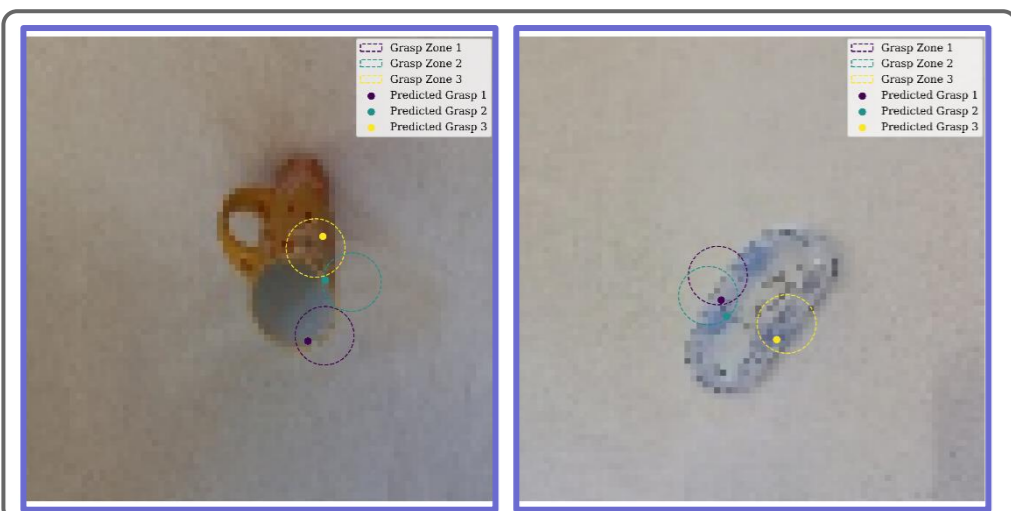 Grasp Zone 1
Grasp Zone 2
Grasp Zone 3
Predicted Grasp 1
Predicted Grasp 2
Predicted Grasp 3
Grasp Zone 1
Grasp Zone 2
Grasp Zone 3
Predicted Grasp 1
Predicted Grasp 2
Predicted Grasp 3